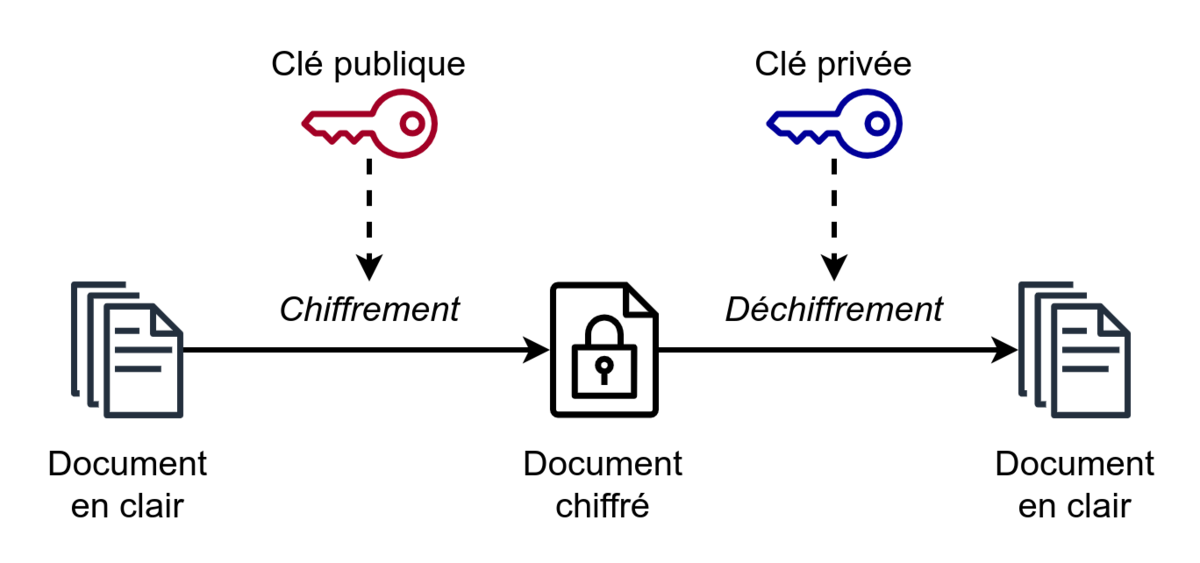 Clé publique
Clé privée
Chiffrement
Déchiffrement
Document
en clair
Document
chiffré
Document
en clair